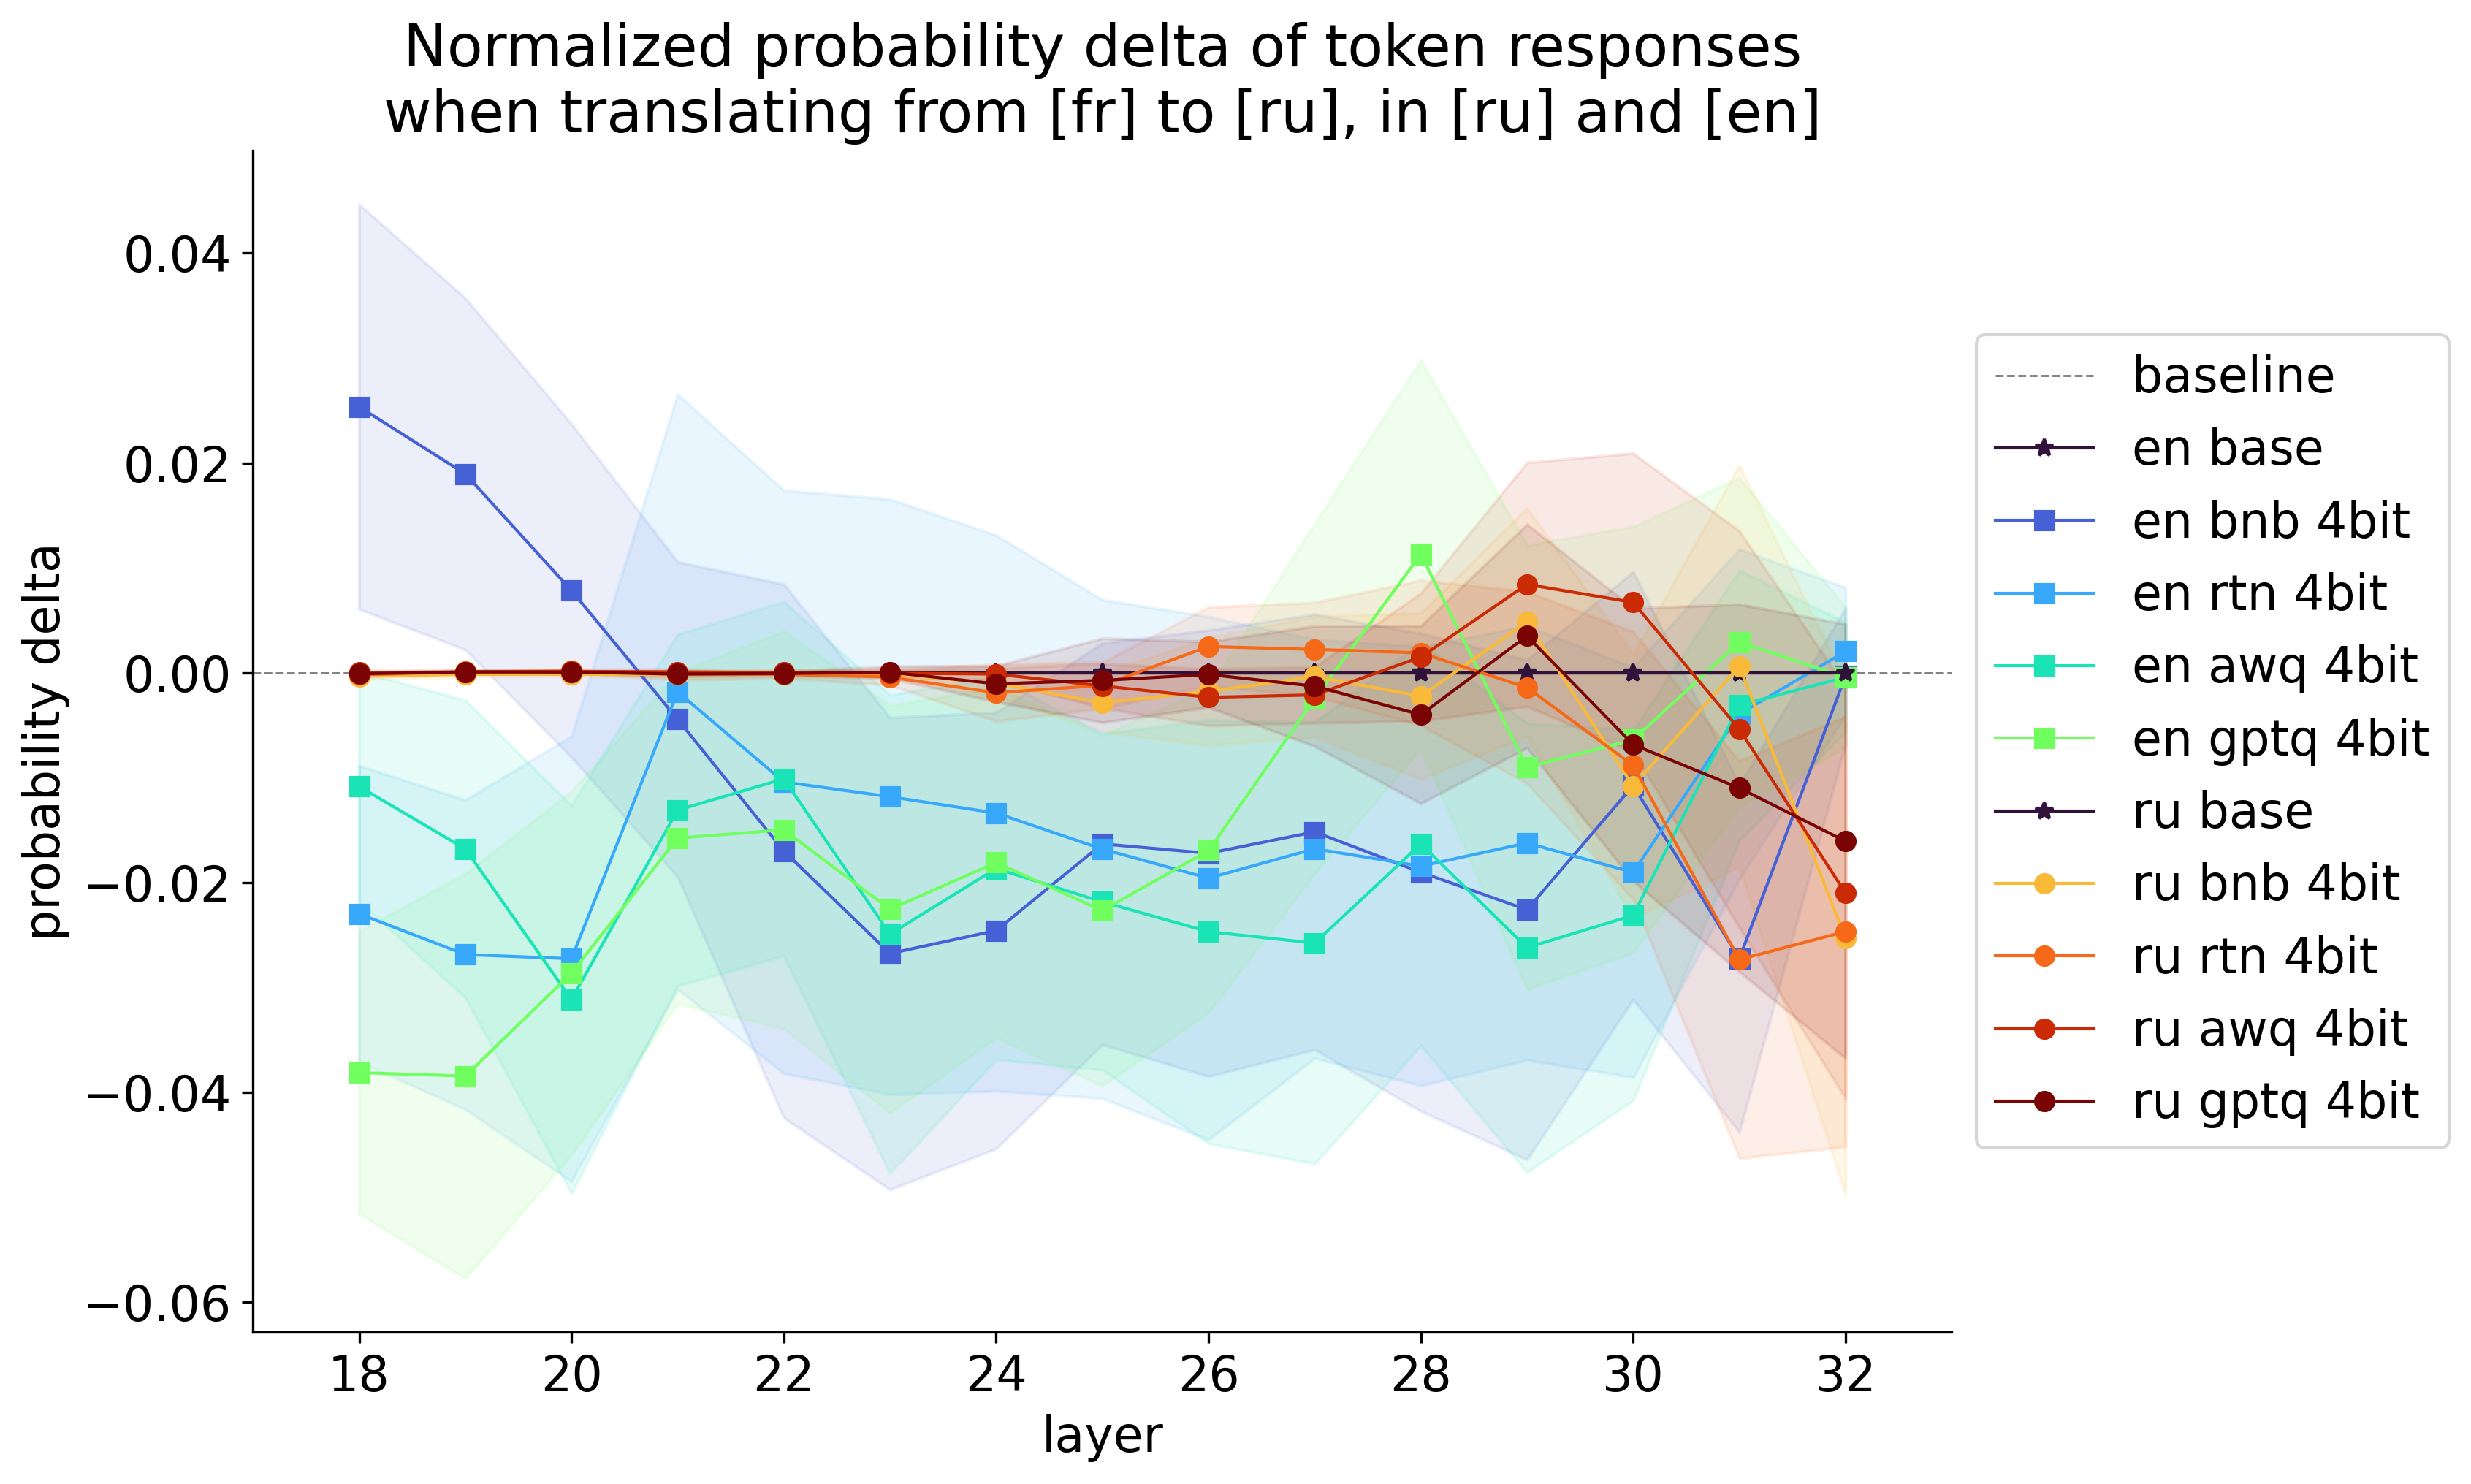 Normalized probability delta of token responses
when translating from [fr] to [ru], in [ru] and [en]
probability delta
0.04
0.02
0.00
−0.02
−0.04
−0.06
18 20 22 24 26 28 30 32
layer
baseline
en base
en bnb 4bit
en rtn 4bit
en awq 4bit
en gptq 4bit
ru base
ru bnb 4bit
ru rtn 4bit
ru awq 4bit
ru gptq 4bit